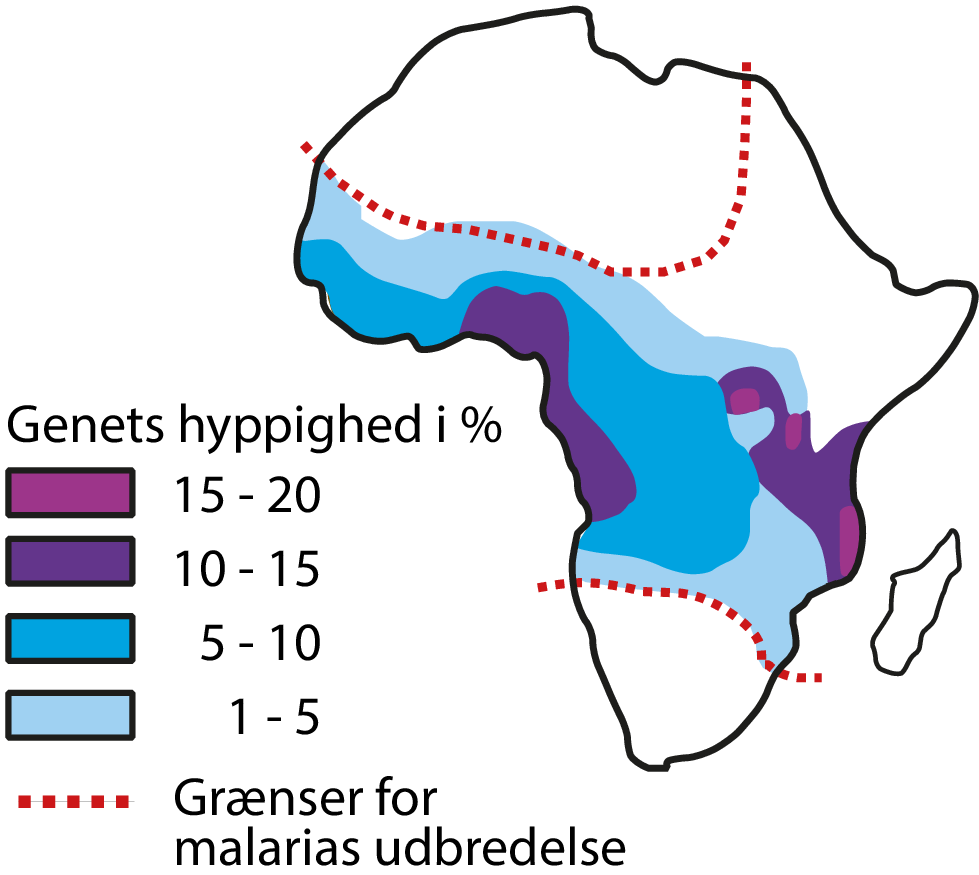 Genets hyppighed i %
15 - 20
10 - 15
5 - 10
1 - 5
Grænser for
malarias udbredelse